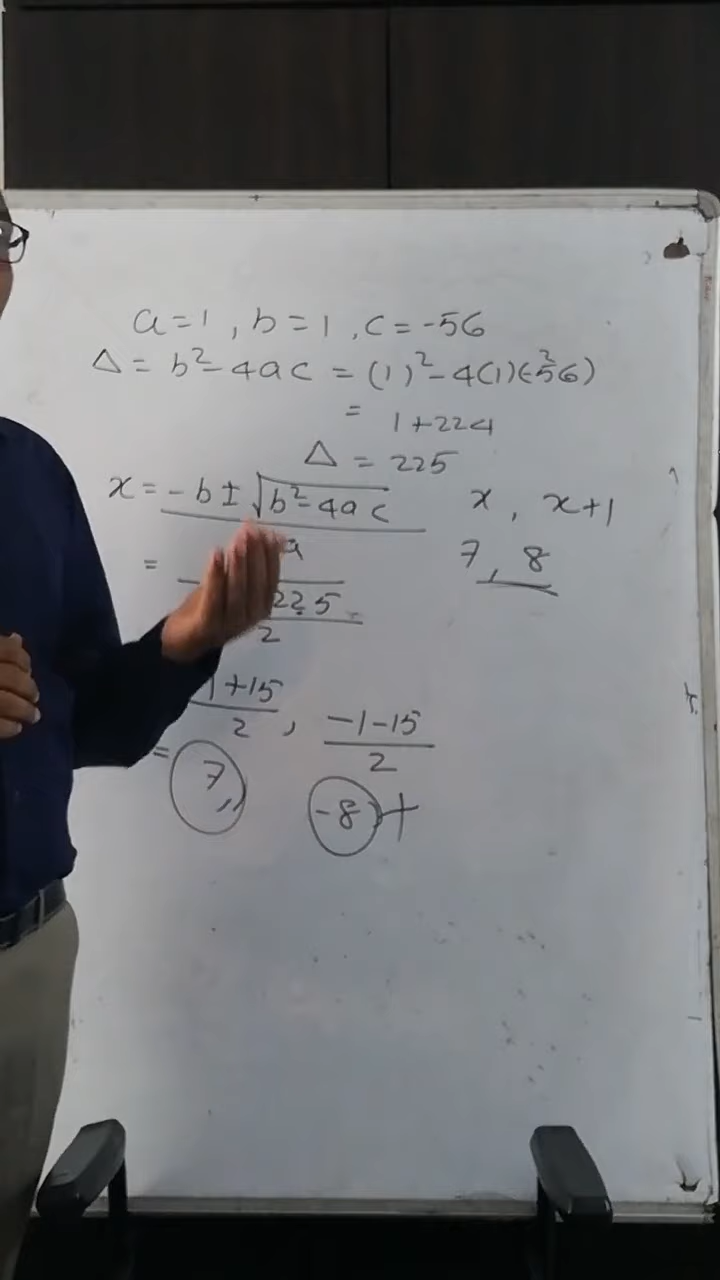 a = 1 , b = 1 , c = -56
Δ = b² - 4ac = (1)² - 4(1)(-56)
= 1 + 224
Δ = 225
x = -b ± √b² - 4ac
a
x , x+1
7 , 8
= - 225
2
1+15 / 2 , -1-15 / 2
= 7, -8